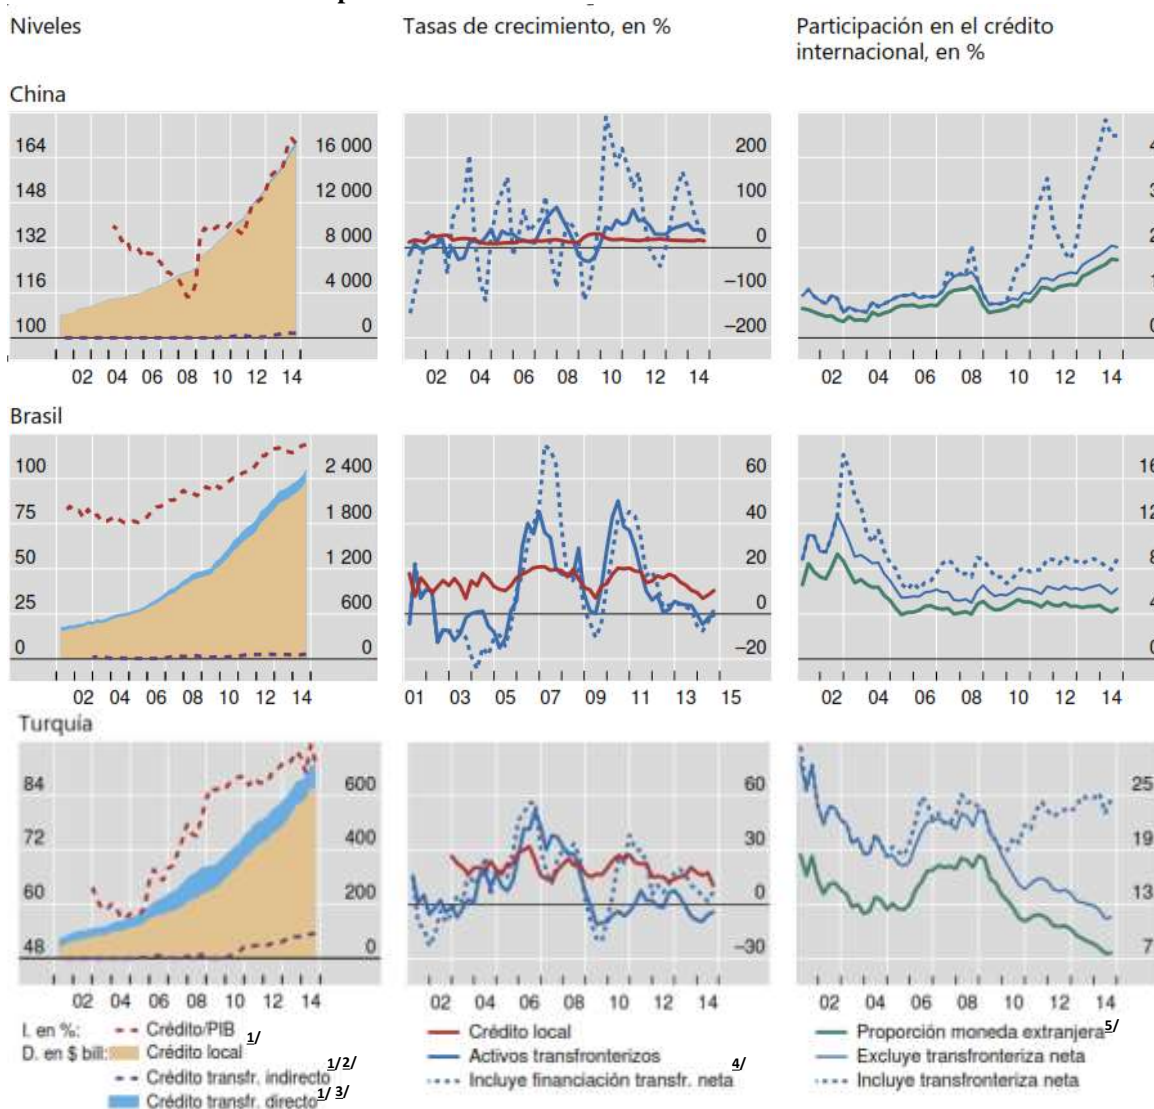 Niveles
Tasas de crecimiento, en %
Participación en el crédito
internacional, en %
China
164 16 000
148 12 000
132 8 000
116 4 000
100 0
02 04 06 08 10 12 14
200
100
0
−100
−200
02 04 06 08 10 12 14
4
2
1
0
02 04 06 08 10 12 14
Brasil
100 2 400
75 1 800
50 1 200
25 600
0 0
02 04 06 08 10 12 14
60
40
20
0
−20
01 03 05 07 09 11 13 15
16
12
8
4
0
02 04 06 08 10 12 14
Turquía
84 600
72 400
60 200
48 0
02 04 06 08 10 12 14
60
30
0
−30
02 04 06 08 10 12 14
25
19
13
7
02 04 06 08 10 12 14
I. en %:
D. en $ bill:
Crédito/PIB 1/
Crédito local
Crédito transfr. indirecto 1/ 2/
Crédito transfr. directo 1/ 3/
Crédito local
Activos transfronterizos
Incluye financiación transfr. neta 4/
Proporción moneda extranjera 5/
Excluye transfronteriza neta
Incluye transfronteriza neta